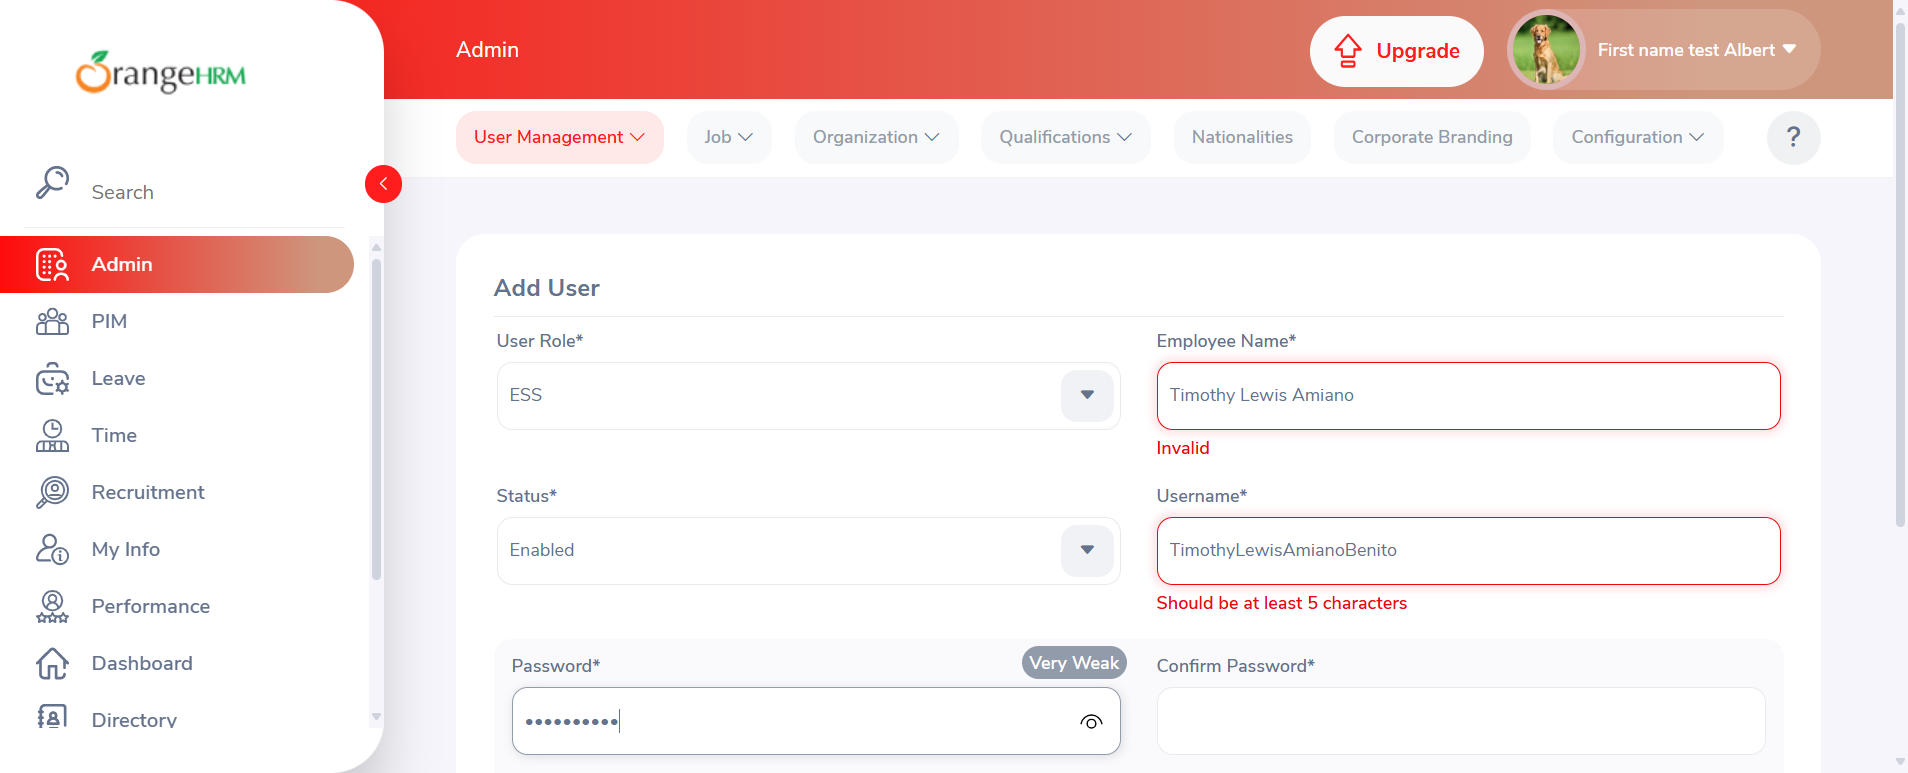 OrangeHRM
Search
Admin
PIM
Leave
Time
Recruitment
My Info
Performance
Dashboard
Directory
Admin
Upgrade
First name test Albert
User Management
Job
Organization
Qualifications
Nationalities
Corporate Branding
Configuration
?
Add User
User Role*
Employee Name*
ESS
Timothy Lewis Amiano
Invalid
Status*
Username*
Enabled
TimothyLewisAmianoBenito
Should be at least 5 characters
Password*
Very Weak
Confirm Password*
••••••••••